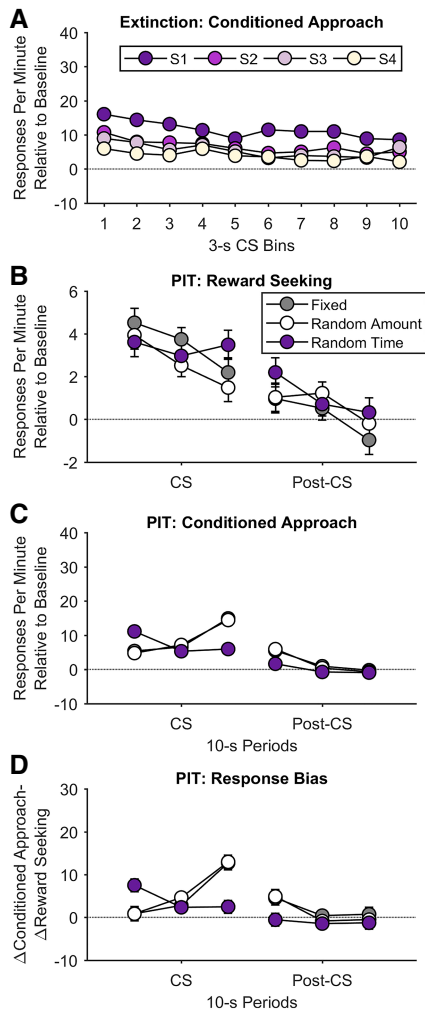 A
Extinction: Conditioned Approach
Responses Per Minute
Relative to Baseline
40
30
20
10
0
-10
S1 S2 S3 S4
1 2 3 4 5 6 7 8 9 10
3-s CS Bins
B
PIT: Reward Seeking
Responses Per Minute
Relative to Baseline
6
4
2
0
-2
Fixed
Random Amount
Random Time
CS Post-CS
C
PIT: Conditioned Approach
Responses Per Minute
Relative to Baseline
40
30
20
10
0
-10
CS Post-CS
10-s Periods
D
PIT: Response Bias
ΔConditioned Approach-
ΔReward Seeking
30
20
10
0
-10
CS Post-CS
10-s Periods